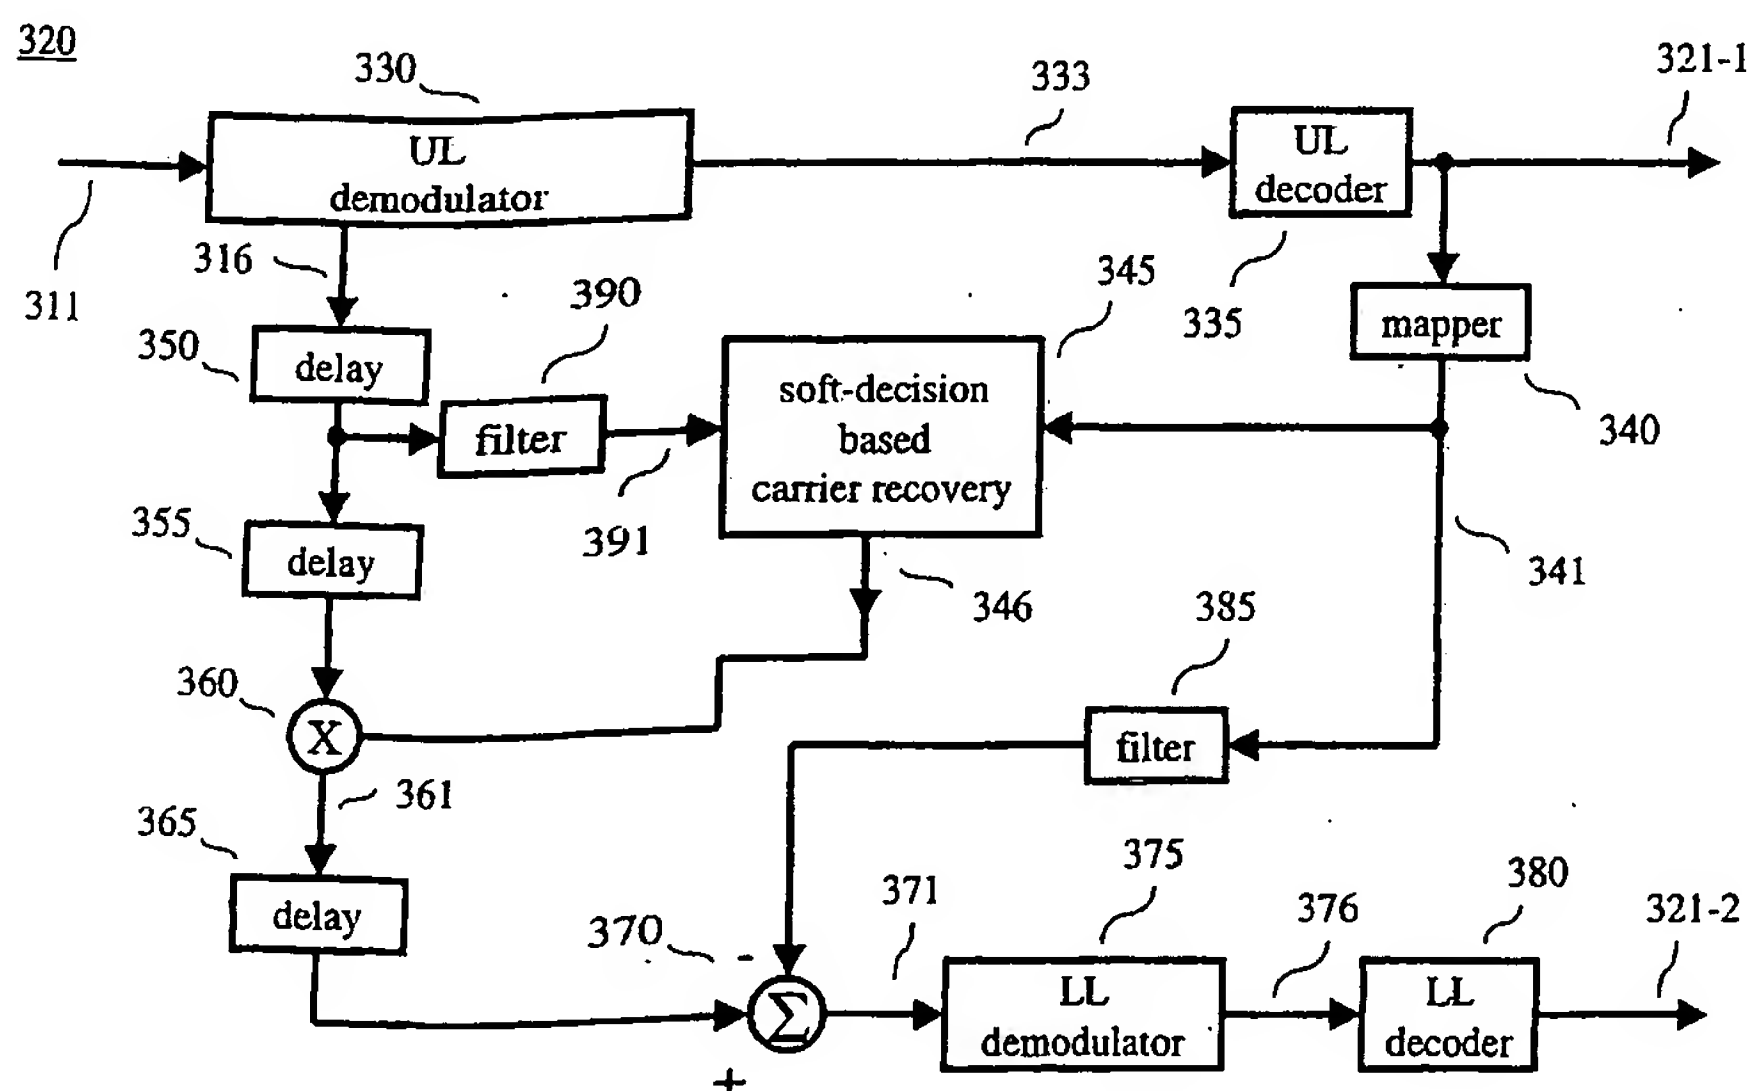 320
330
333
321-1
UL
demodulator
UL
decoder
316
311
390
345
335
mapper
350
delay
soft-decision
based
carrier recovery
filter
340
355
delay
391
346
341
385
360
X
filter
361
365
delay
375
380
371
376
321-2
370
-
Σ
LL
demodulator
LL
decoder
+